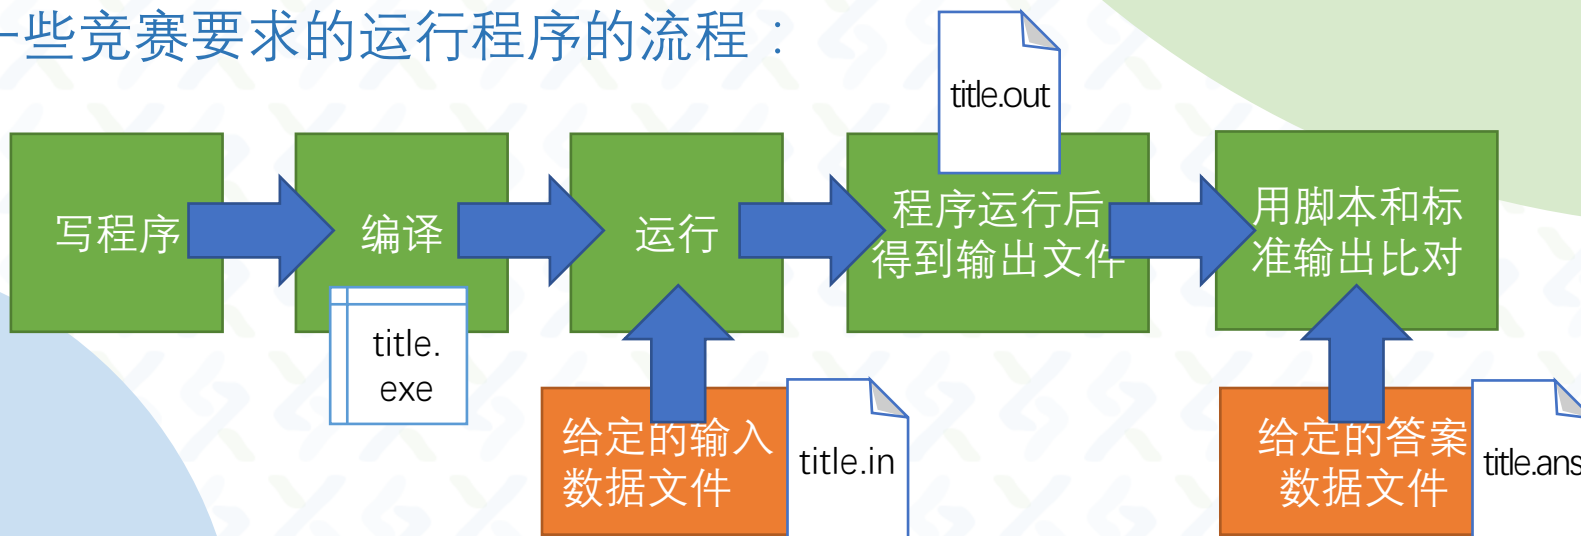 一些竞赛要求的运行程序的流程：
title.out
写程序
编译
运行
程序运行后
得到输出文件
用脚本和标
准输出比对
title.
exe
给定的输入
数据文件
title.in
给定的答案
数据文件
title.ans